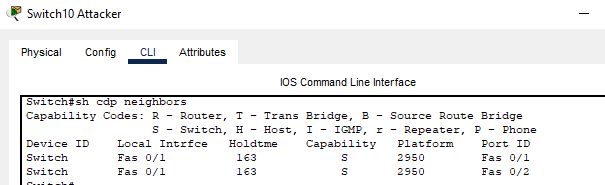 Switch10 Attacker
Physical Config CLI Attributes
IOS Command Line Interface
Switch#sh cdp neighbors
Capability Codes: R - Router, T - Trans Bridge, B - Source Route Bridge
S - Switch, H - Host, I - IGMP, r - Repeater, P - Phone
Device ID Local Intrfce Holdtme Capability Platform Port ID
Switch Fas 0/1 163 S 2950 Fas 0/1
Switch Fas 0/1 163 S 2950 Fas 0/2
Switch#